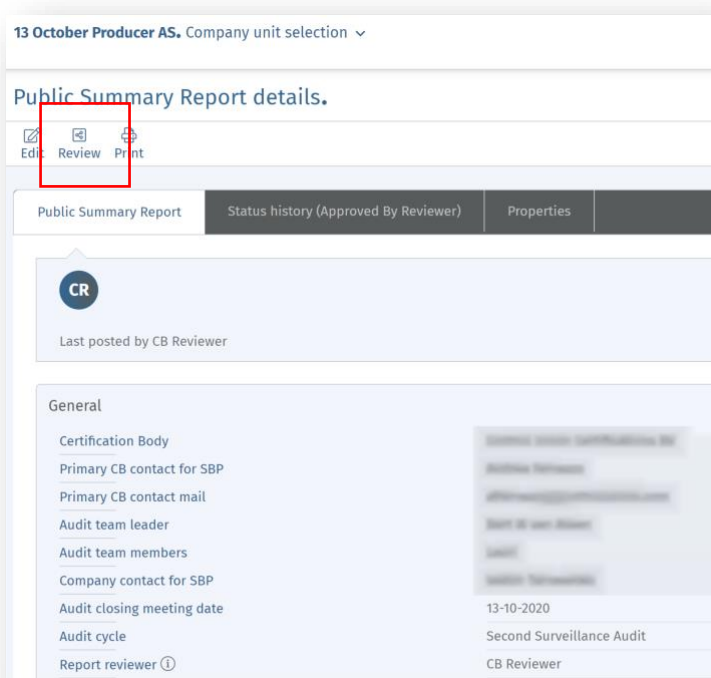 13 October Producer AS. Company unit selection
Public Summary Report details.
Edit Review Print
Public Summary Report Status history (Approved By Reviewer) Properties
CR
Last posted by CB Reviewer
General
Certification Body
Primary CB contact for SBP
Primary CB contact mail
Audit team leader
Audit team members
Company contact for SBP
Audit closing meeting date 13-10-2020
Audit cycle Second Surveillance Audit
Report reviewer CB Reviewer